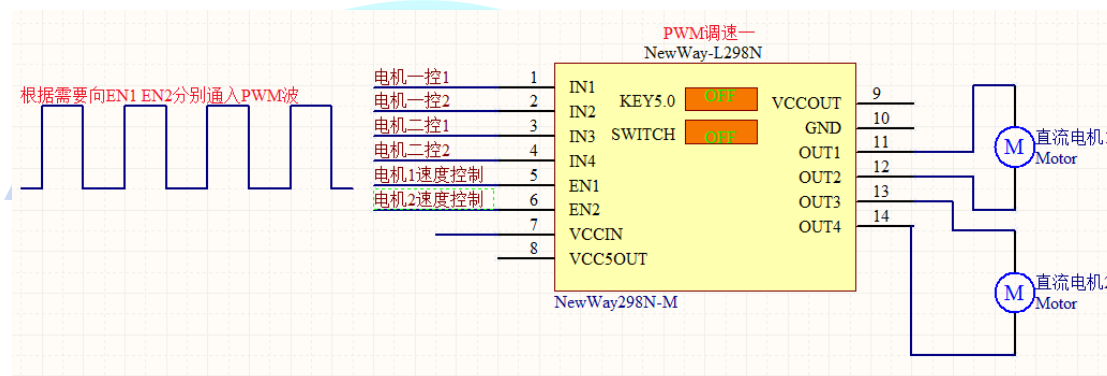 PWM调速一
NewWay-L298N
根据需要向EN1 EN2分别通入PWM波
电机一控1
电机一控2
电机二控1
电机二控2
电机1速度控制
电机2速度控制
1
2
3
4
5
6
7
8
IN1
IN2
IN3
IN4
EN1
EN2
VCCIN
VCC5OUT
KEY5.0 OFF
SWITCH OFF
VCCOUT
GND
OUT1
OUT2
OUT3
OUT4
9
10
11
12
13
14
M
直流电机1
Motor
M
直流电机2
Motor
NewWay298N-M